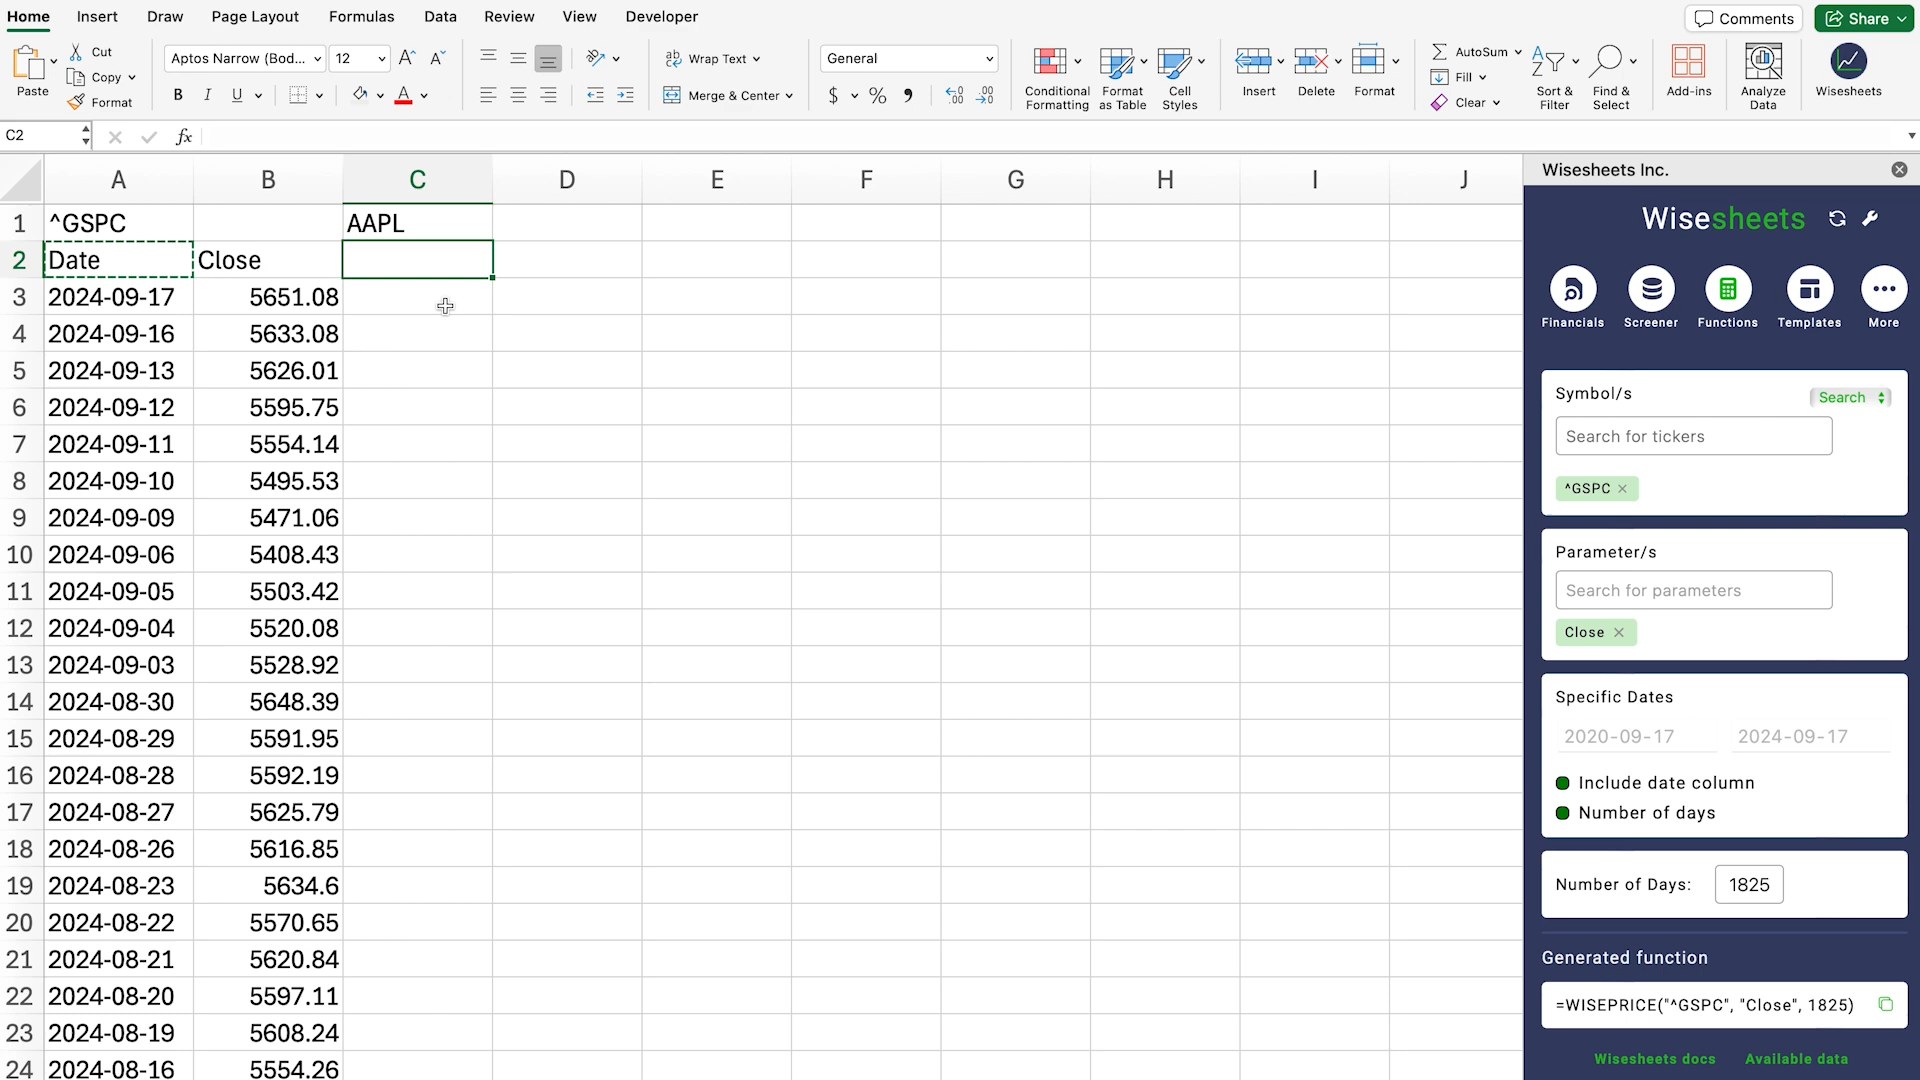 Home Insert Draw Page Layout Formulas Data Review View Developer Comments Share
Paste Cut Copy Format
Aptos Narrow (Bod... 12
B I U A
Wrap Text
Merge & Center
General
$ %
Conditional Formatting
Format as Table
Cell Styles
Insert Delete Format
AutoSum
Fill
Clear
Sort & Filter
Find & Select
Add-ins
Analyze Data
Wisesheets
C2 fx
A B C D E F G H I J
1 ^GSPC AAPL
2 Date Close
3 2024-09-17 5651.08
4 2024-09-16 5633.08
5 2024-09-13 5626.01
6 2024-09-12 5595.75
7 2024-09-11 5554.14
8 2024-09-10 5495.53
9 2024-09-09 5471.06
10 2024-09-06 5408.43
11 2024-09-05 5503.42
12 2024-09-04 5520.08
13 2024-09-03 5528.92
14 2024-08-30 5648.39
15 2024-08-29 5591.95
16 2024-08-28 5592.19
17 2024-08-27 5625.79
18 2024-08-26 5616.85
19 2024-08-23 5634.6
20 2024-08-22 5570.65
21 2024-08-21 5620.84
22 2024-08-20 5597.11
23 2024-08-19 5608.24
24 2024-08-16 5554.26
Wisesheets Inc.
Wisesheets
Financials Screener Functions Templates More
Symbol/s Search
Search for tickers
^GSPC
Parameter/s
Search for parameters
Close
Specific Dates
2020-09-17 2024-09-17
Include date column
Number of days
Number of Days: 1825
Generated function
=WISEPRICE("^GSPC", "Close", 1825)
Wisesheets docs Available data